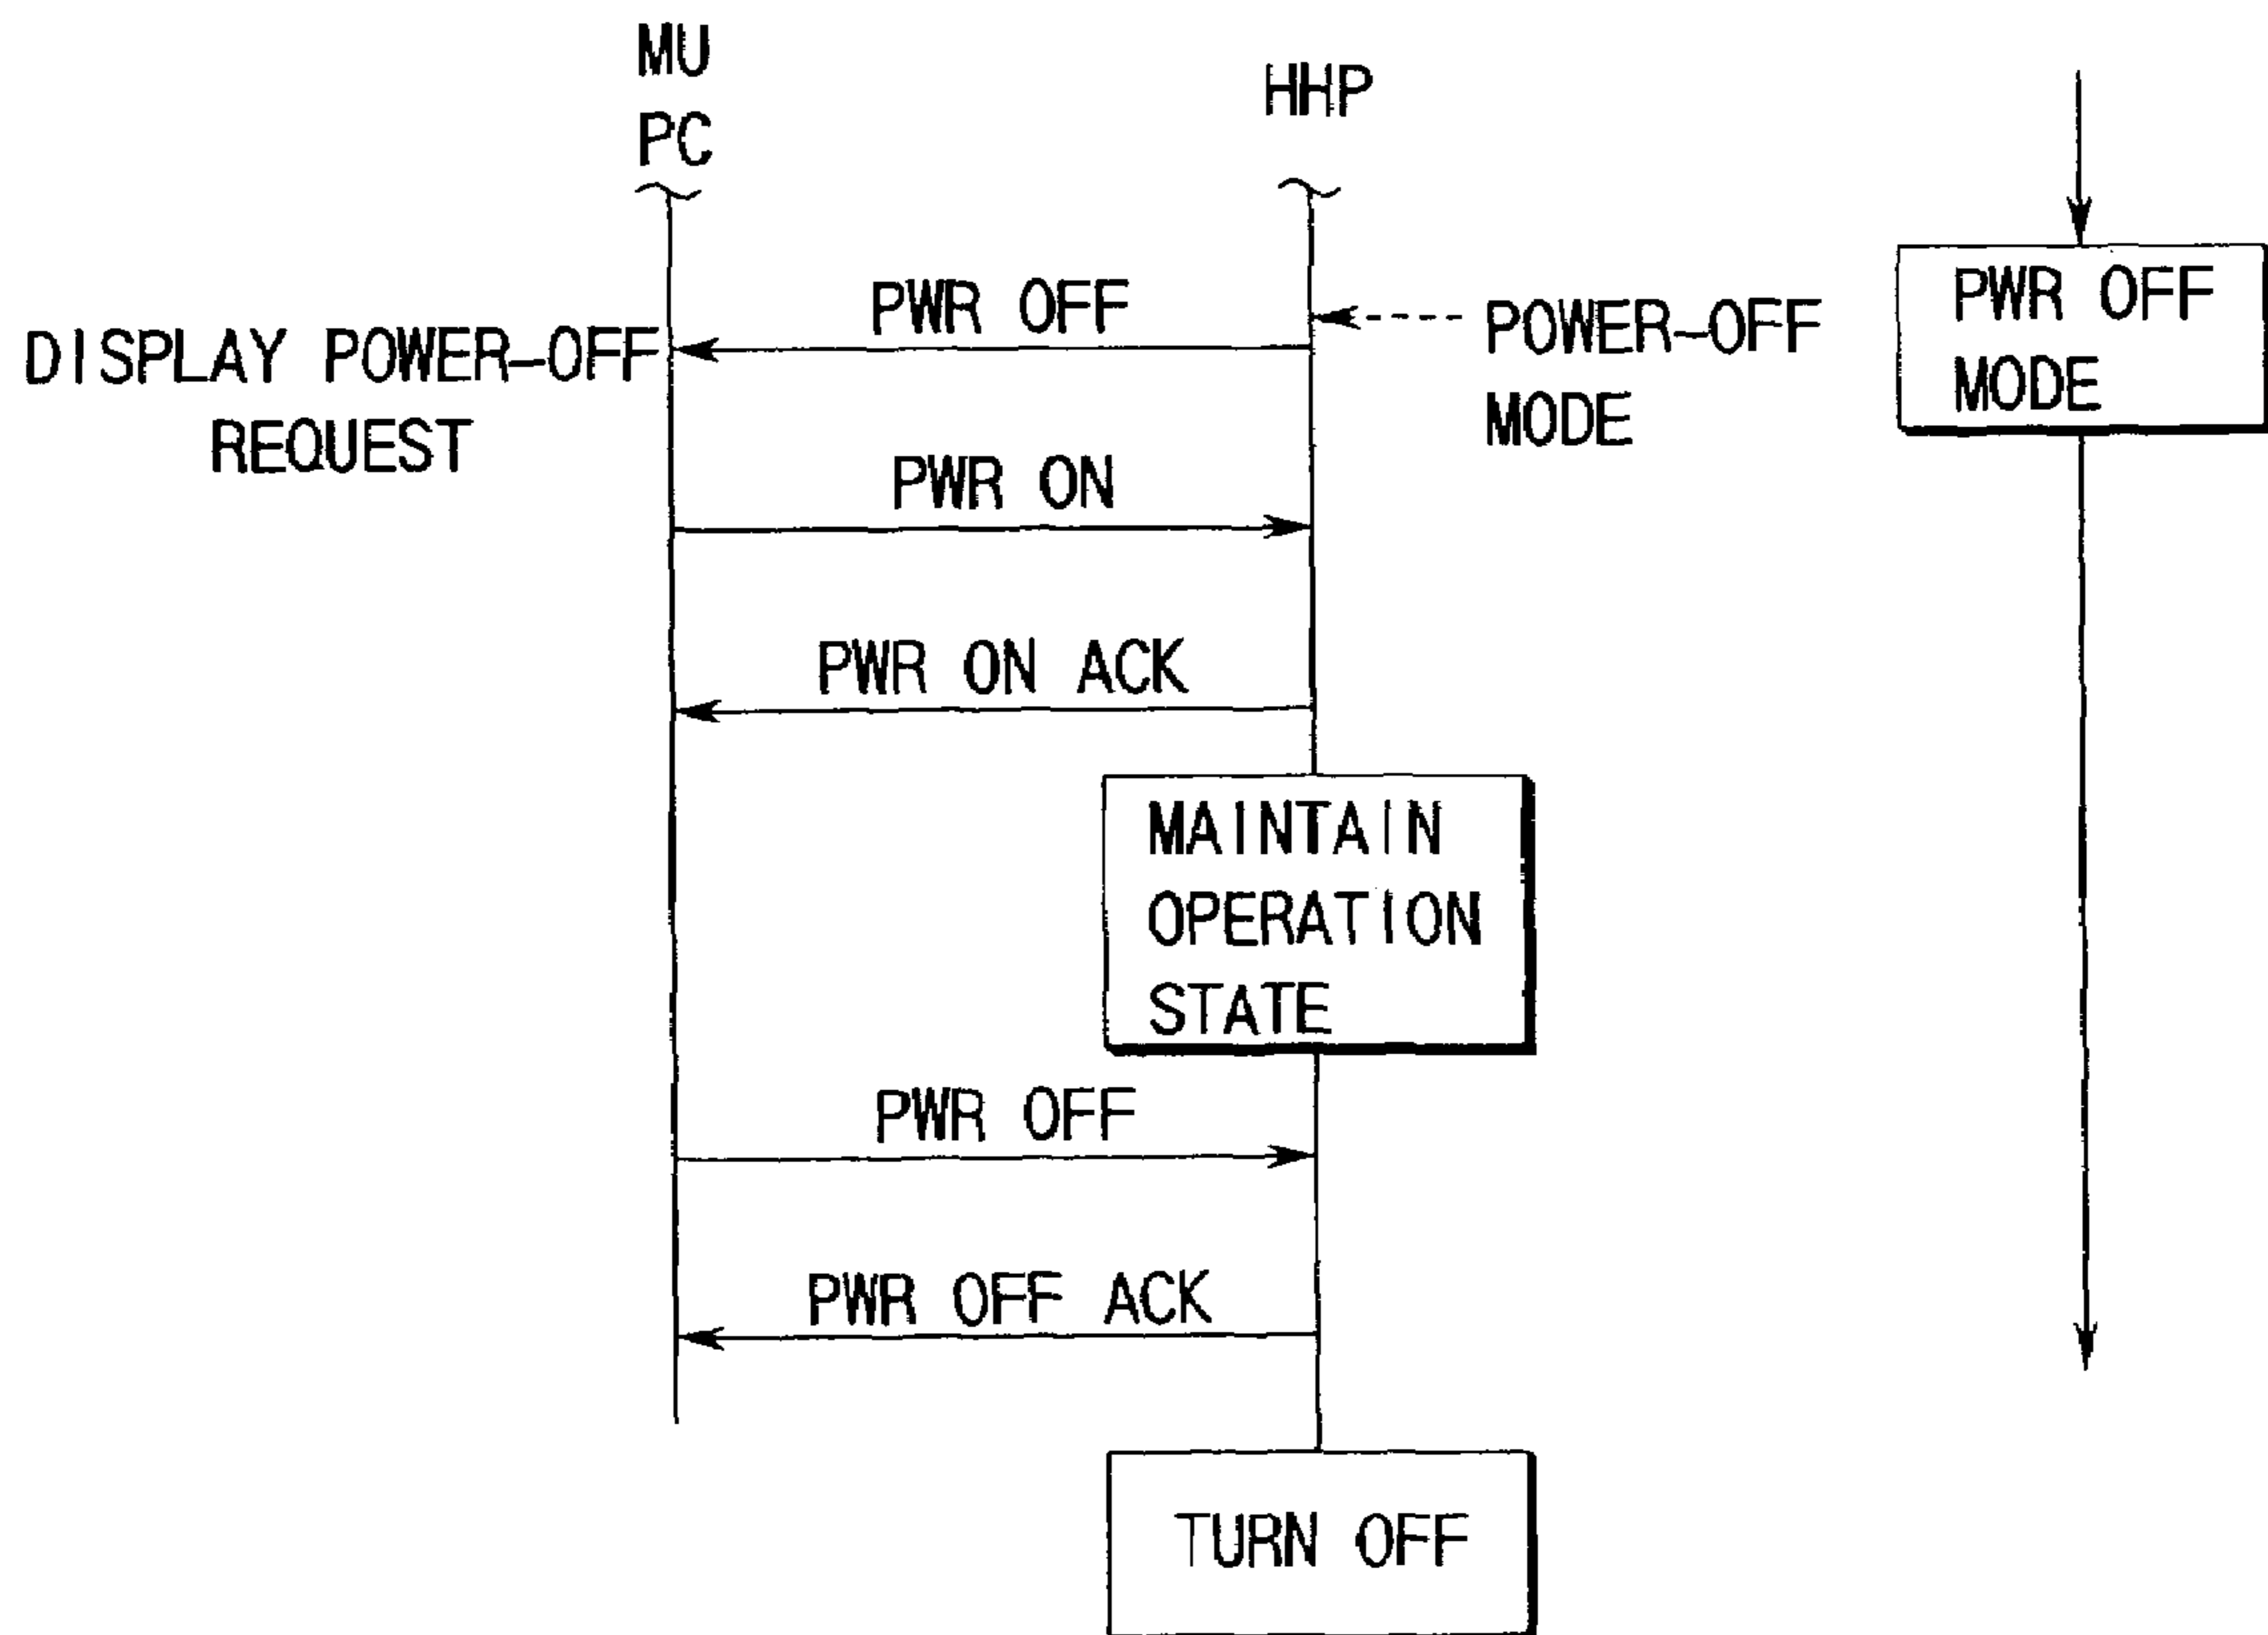 MU
PC
HHP
PWR OFF
DISPLAY POWER-OFF
REQUEST
POWER-OFF
MODE
PWR OFF
MODE
PWR ON
PWR ON ACK
MAINTAIN
OPERATION
STATE
PWR OFF
PWR OFF ACK
TURN OFF